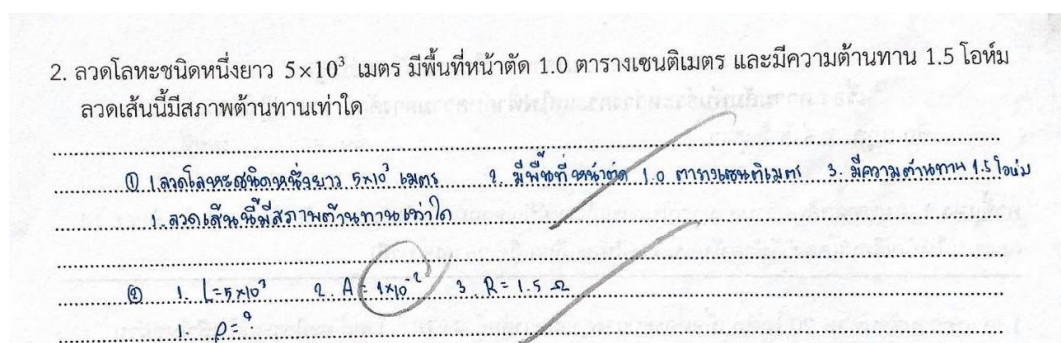 2. ลวดโลหะชนิดหนึ่งยาว 5×10³ เมตร มีพื้นที่หน้าตัด 1.0 ตารางเซนติเมตร และมีความต้านทาน 1.5 โอห์ม
ลวดเส้นนี้มีสภาพต้านทานเท่าใด
① 1.ลวดโลหะชนิดหนึ่งยาว 5×10³ เมตร 2. มีพื้นที่หน้าตัด 1.0 ตารางเซนติเมตร 3. มีความต้านทาน 1.5 โอห์ม
1. ลวดเส้นนี้มีสภาพต้านทานเท่าใด
② 1. L=5×10³ 2. A=1×10⁻² 3. R=1.5 Ω
ρ=?